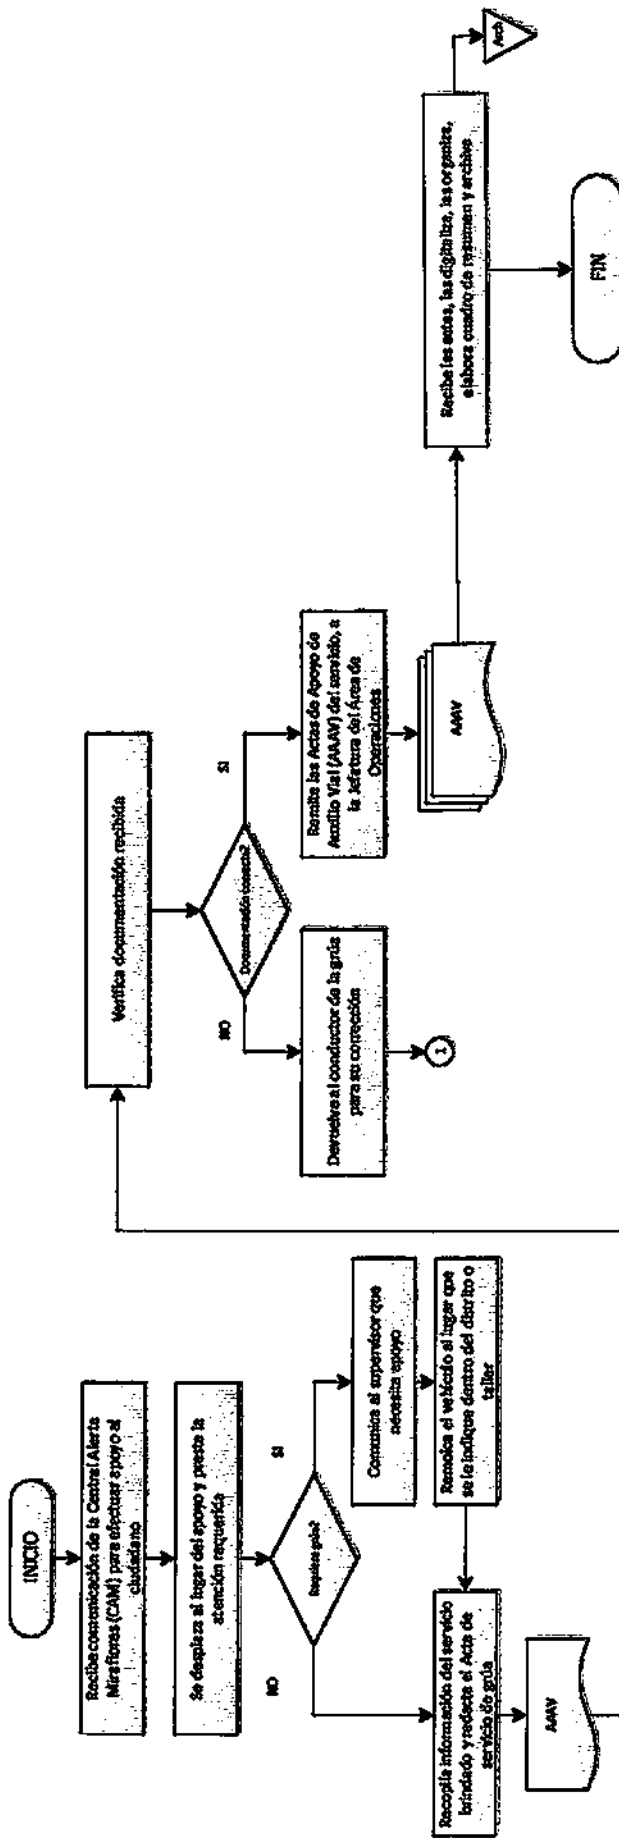 INICIO
Recibe comunicación de la Central Alerta
Miraflores (CAM) para efectuar apoyo al
ciudadano
Se desplaza al lugar del apoyo y presta la
atención requerida
Requiere grúa?
NO
SI
Comunica al supervisor que
necesita apoyo
Remolca el vehículo al lugar que
se le indique dentro del distrito o
taller
Recopila información del servicio
brindado y redacta el Acta de
servicio de grúa
AAAV
Verifica documentación recibida
Documentación correcta?
NO
SI
Devuelve al conductor de la grúa
para su corrección
1
Remite las Actas de Apoyo de
Auxilio Vial (AAAV) del servicio, a
la Jefatura del Área de
Operaciones
AAAV
Recibe las actas, las digitaliza, las organiza,
elabora cuadro de resumen y archiva
Arch
FIN